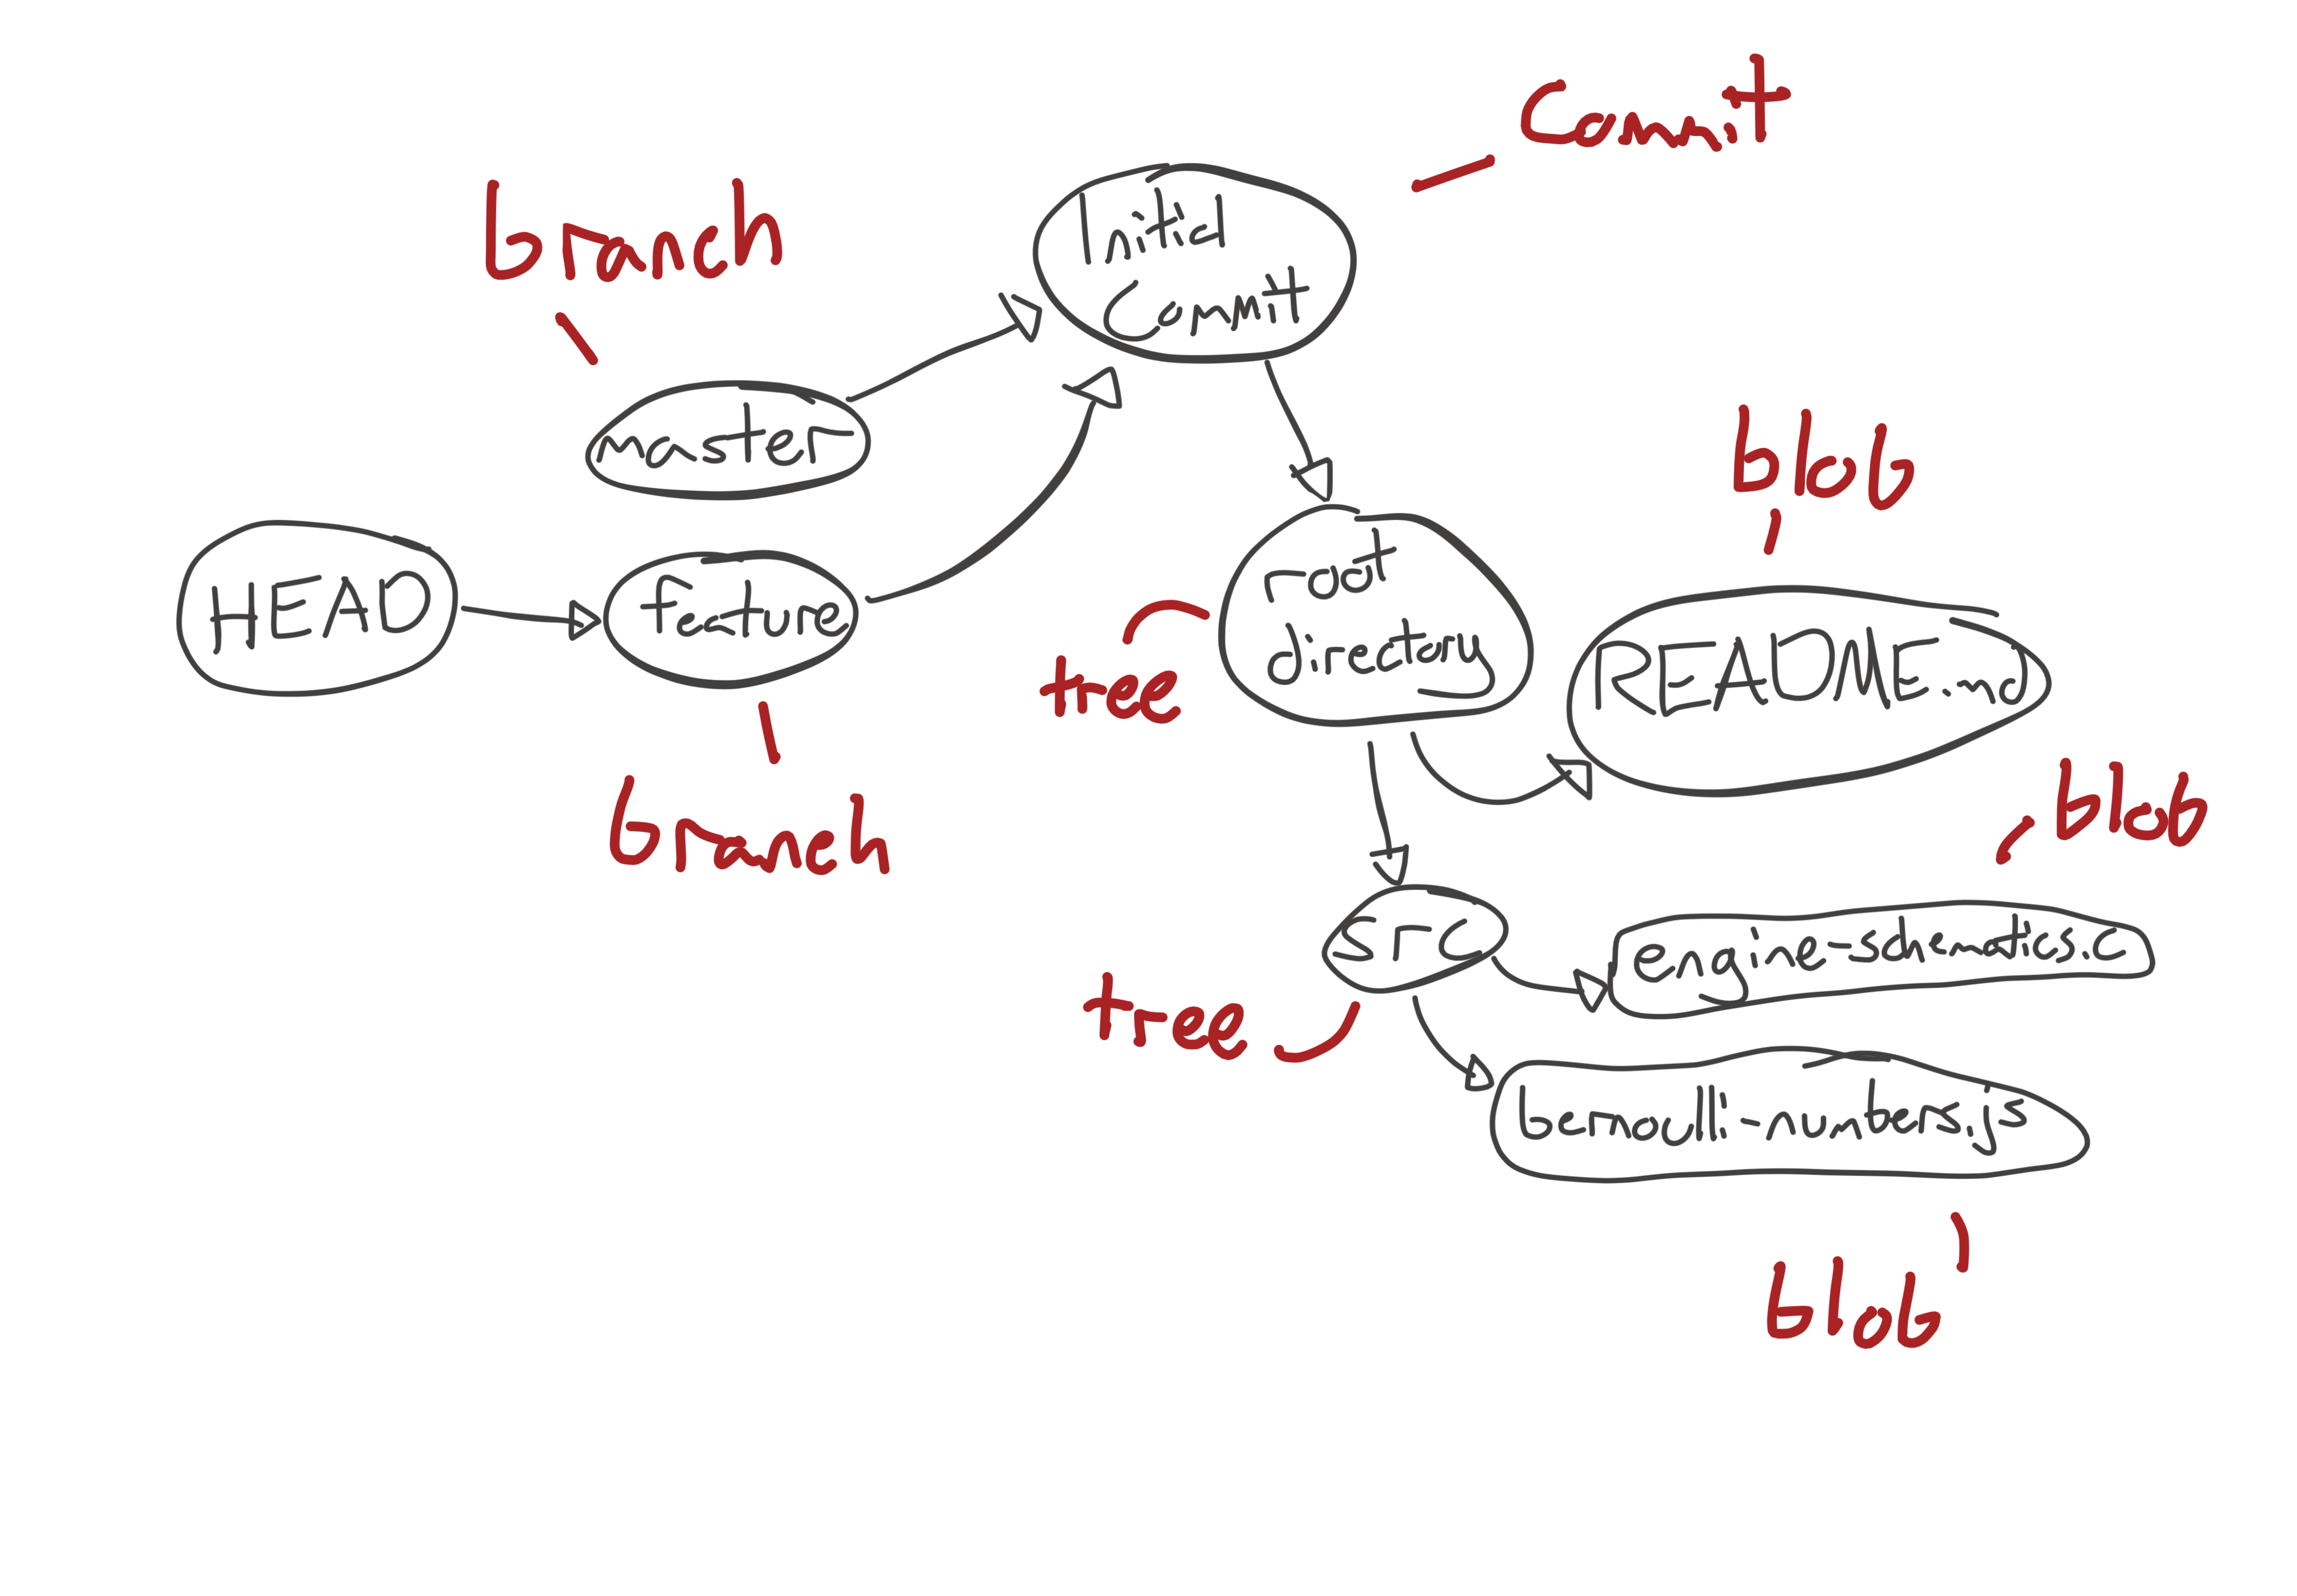 Commit
branch
Initial
Commit
master
blob
HEAD
feature
root
directory
README.md
tree
branch
blob
src
engine-schematics.c
tree
bernoulli-numbers.js
blob